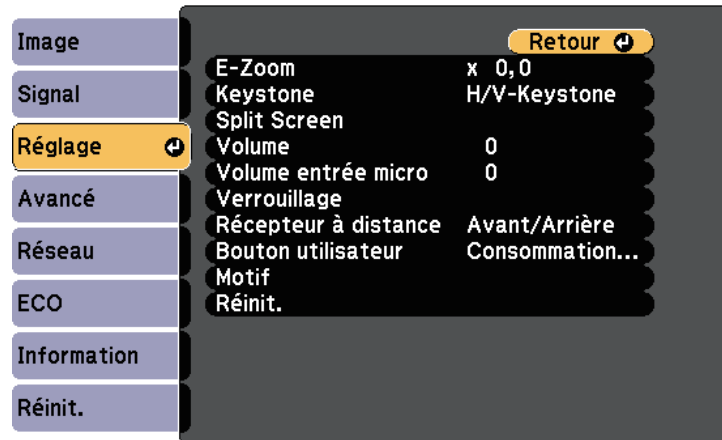 Image
Signal
Réglage
Avancé
Réseau
ECO
Information
Réinit.
Retour
E-Zoom x 0,0
Keystone H/V-Keystone
Split Screen
Volume 0
Volume entrée micro 0
Verrouillage
Récepteur à distance Avant/Arrière
Bouton utilisateur Consommation...
Motif
Réinit.